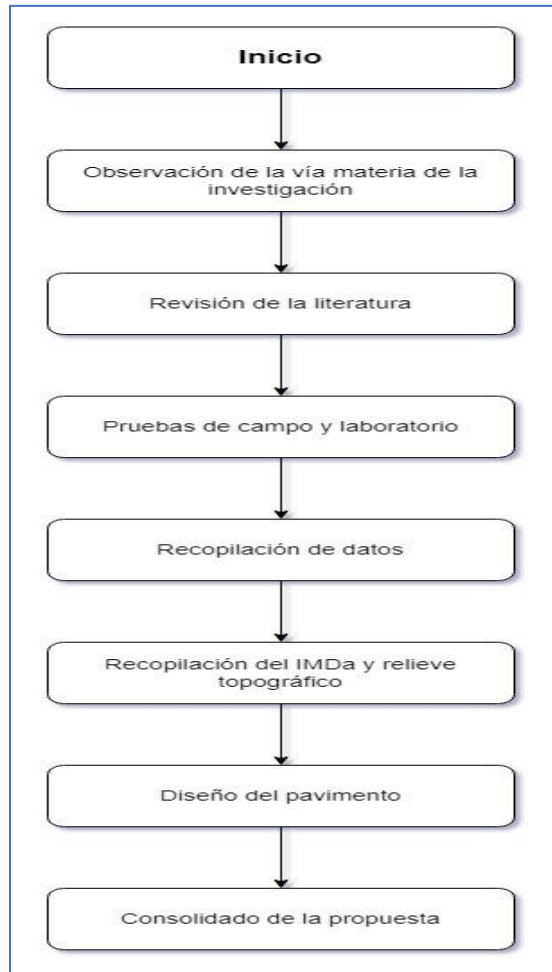 Inicio
Observación de la vía materia de la
investigación
Revisión de la literatura
Pruebas de campo y laboratorio
Recopilación de datos
Recopilación del IMDa y relieve
topográfico
Diseño del pavimento
Consolidado de la propuesta